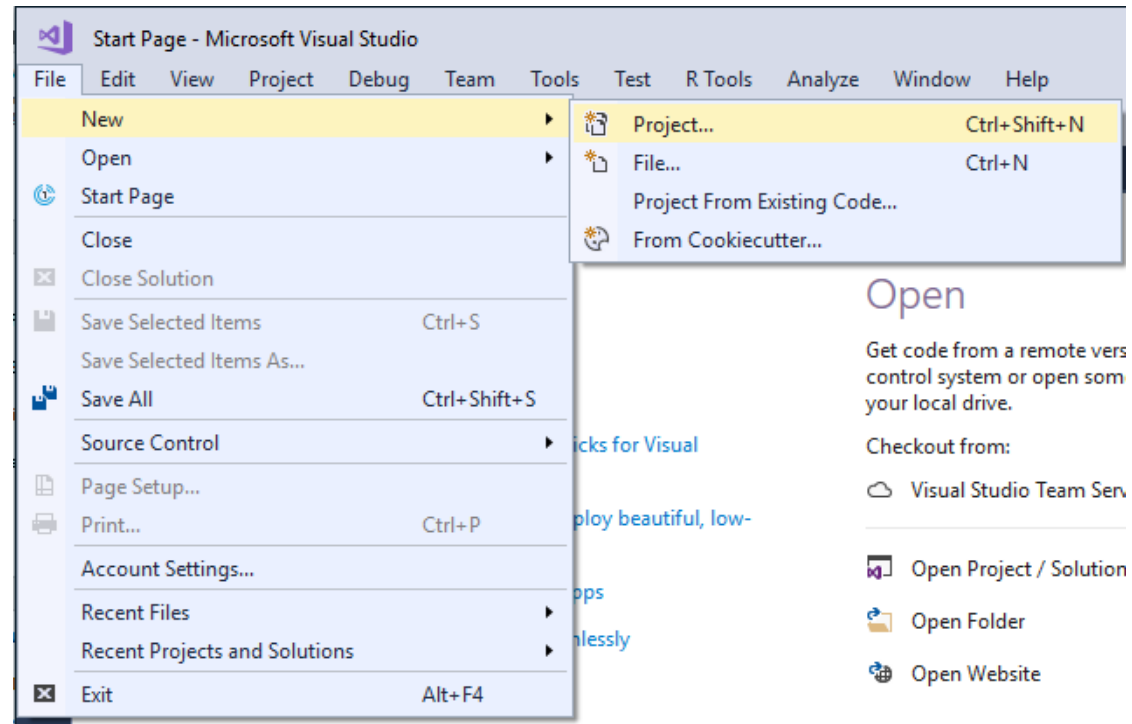 Start Page - Microsoft Visual Studio
File Edit View Project Debug Team Tools Test R Tools Analyze Window Help
New
Open
Start Page
Close
Close Solution
Save Selected Items Ctrl+S
Save Selected Items As...
Save All Ctrl+Shift+S
Source Control
Page Setup...
Print... Ctrl+P
Account Settings...
Recent Files
Recent Projects and Solutions
Exit Alt+F4
Project... Ctrl+Shift+N
File... Ctrl+N
Project From Existing Code...
From Cookiecutter...
icks for Visual
ploy beautiful, low-
pps
nlessly
Open
Get code from a remote vers
control system or open som
your local drive.
Checkout from:
Visual Studio Team Serv
Open Project / Solution
Open Folder
Open Website